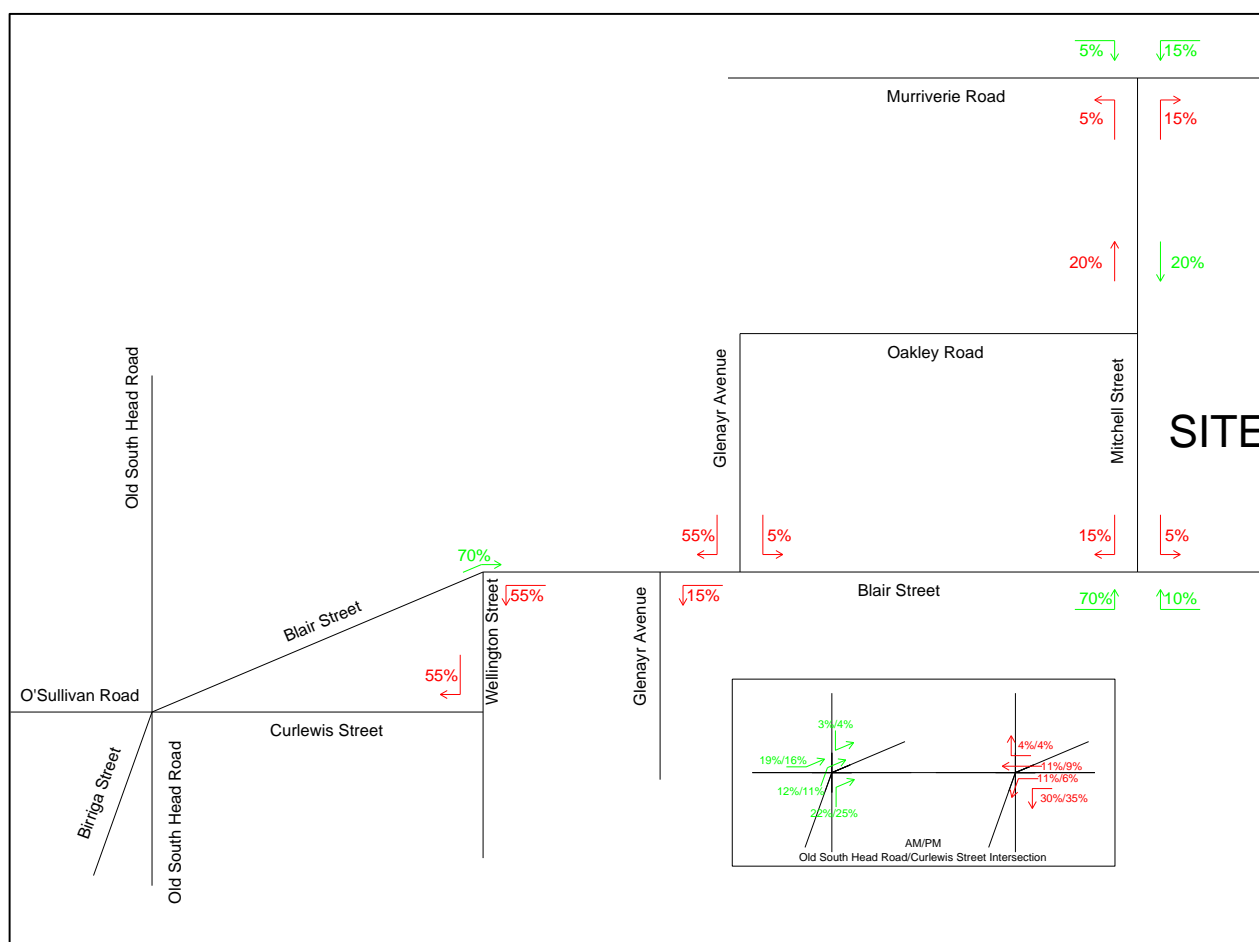 5%
15%
Murriverie Road
5%
15%
20%
20%
Oakley Road
Old South Head Road
Glenayr Avenue
Mitchell Street
SITE
55%
5%
15%
5%
70%
Blair Street
55%
15%
70%
10%
Blair Street
Wellington Street
Glenayr Avenue
55%
O'Sullivan Road
Curlewis Street
Birriga Street
Old South Head Road
3%/4%
19%/16%
12%/11%
22%/25%
4%/4%
11%/9%
11%/6%
30%/35%
AM/PM
Old South Head Road/Curlewis Street Intersection